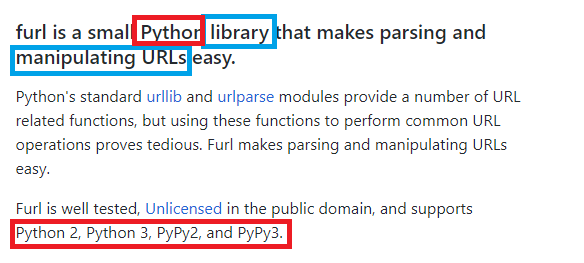 furl is a small Python library that makes parsing and
manipulating URLs easy.
Python's standard urllib and urlparse modules provide a number of URL
related functions, but using these functions to perform common URL
operations proves tedious. Furl makes parsing and manipulating URLs
easy.
Furl is well tested, Unlicensed in the public domain, and supports
Python 2, Python 3, PyPy2, and PyPy3.